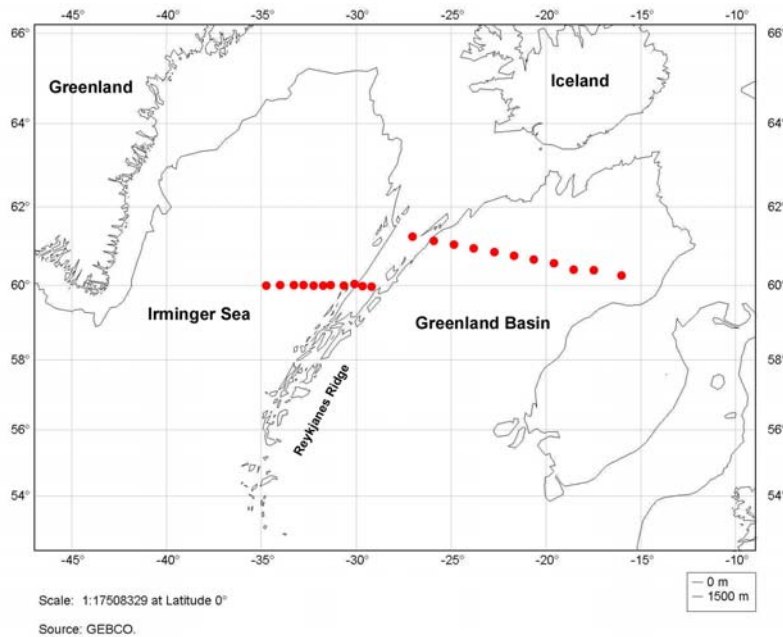 -45° -40° -35° -30° -25° -20° -15° -10°
66° 66°
Greenland
Iceland
64° 64°
62° 62°
60° 60°
Irminger Sea
Greenland Basin
58° 58°
Reykjanes Ridge
56° 56°
54° 54°
-45° -40° -35° -30° -25° -20° -15° -10°
0 m
1500 m
Scale: 1:17508329 at Latitude 0°
Source: GEBCO.